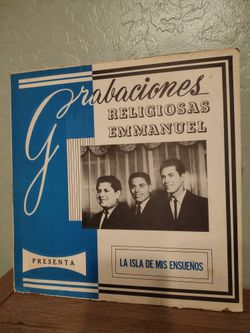 Grabaciones
RELIGIOSAS
EMMANUEL
PRESENTA
LA ISLA DE MIS ENSUEÑOS